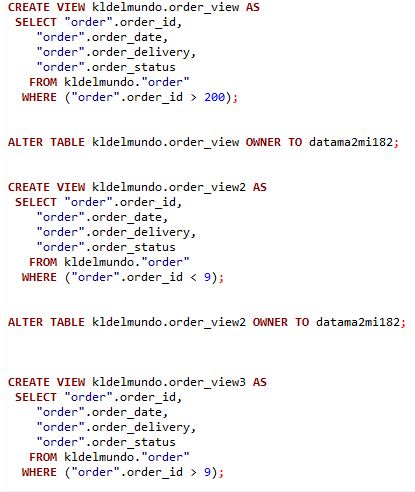 CREATE VIEW kldelmundo.order_view AS
SELECT "order".order_id,
"order".order_date,
"order".order_delivery,
"order".order_status
FROM kldelmundo."order"
WHERE ("order".order_id > 200);
ALTER TABLE kldelmundo.order_view OWNER TO datama2mi182;
CREATE VIEW kldelmundo.order_view2 AS
SELECT "order".order_id,
"order".order_date,
"order".order_delivery,
"order".order_status
FROM kldelmundo."order"
WHERE ("order".order_id < 9);
ALTER TABLE kldelmundo.order_view2 OWNER TO datama2mi182;
CREATE VIEW kldelmundo.order_view3 AS
SELECT "order".order_id,
"order".order_date,
"order".order_delivery,
"order".order_status
FROM kldelmundo."order"
WHERE ("order".order_id > 9);